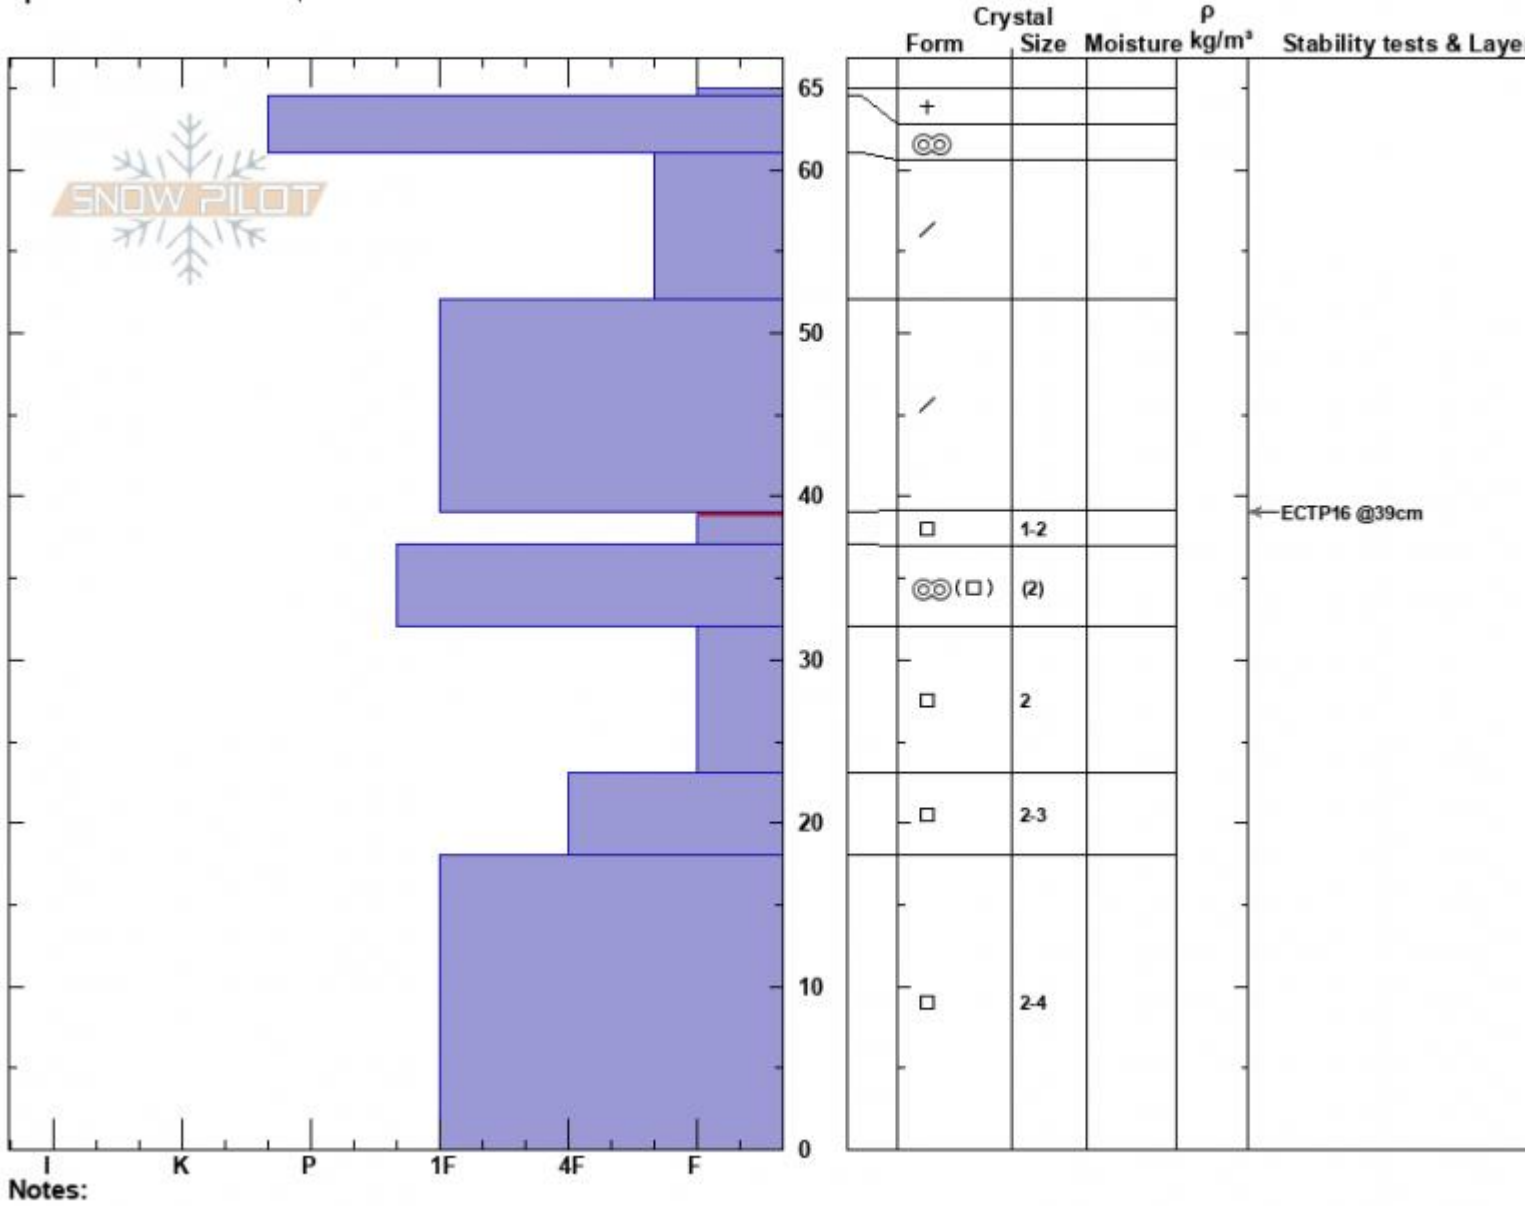 Crystal ρ
Form Size Moisture kg/m³ Stability tests & Laye
SNOW PILOT
65
+
60
/
50
/
40
ECTP16 @39cm
1-2
( ) (2)
30
2
20
2-3
10
2-4
0
I K P 1F 4F F
Notes: